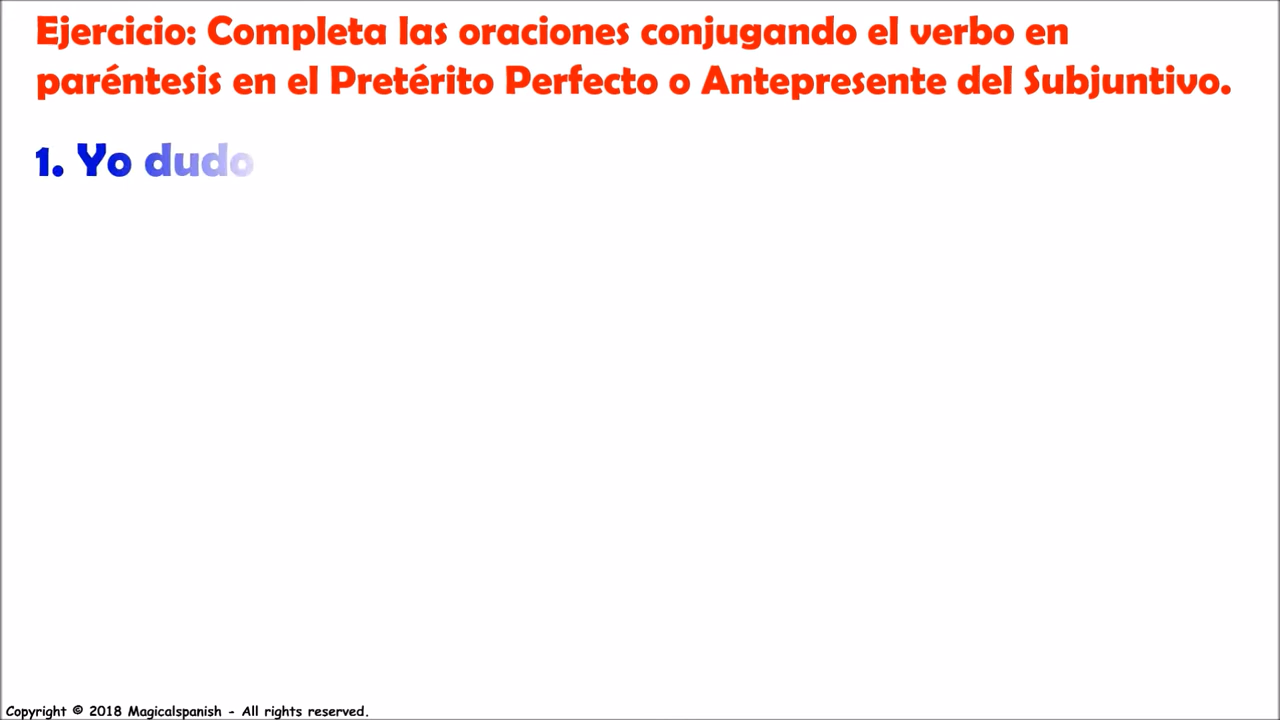 Ejercicio: Completa las oraciones conjugando el verbo en
paréntesis en el Pretérito Perfecto o Antepresente del Subjuntivo.
1. Yo dudo
Copyright © 2018 Magicalspanish - All rights reserved.